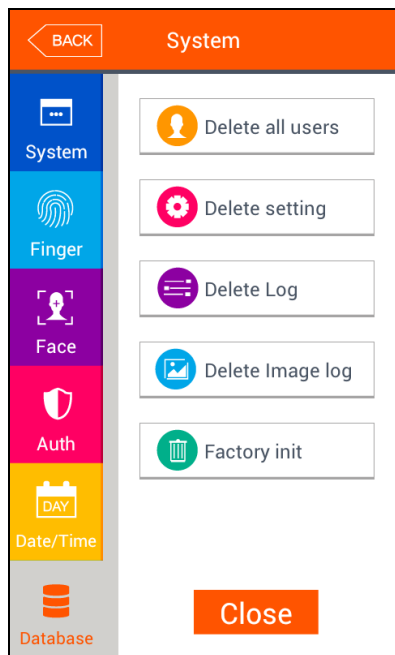 BACK
System
System
Finger
Face
Auth
DAY
Date/Time
Database
Delete all users
Delete setting
Delete Log
Delete Image log
Factory init
Close